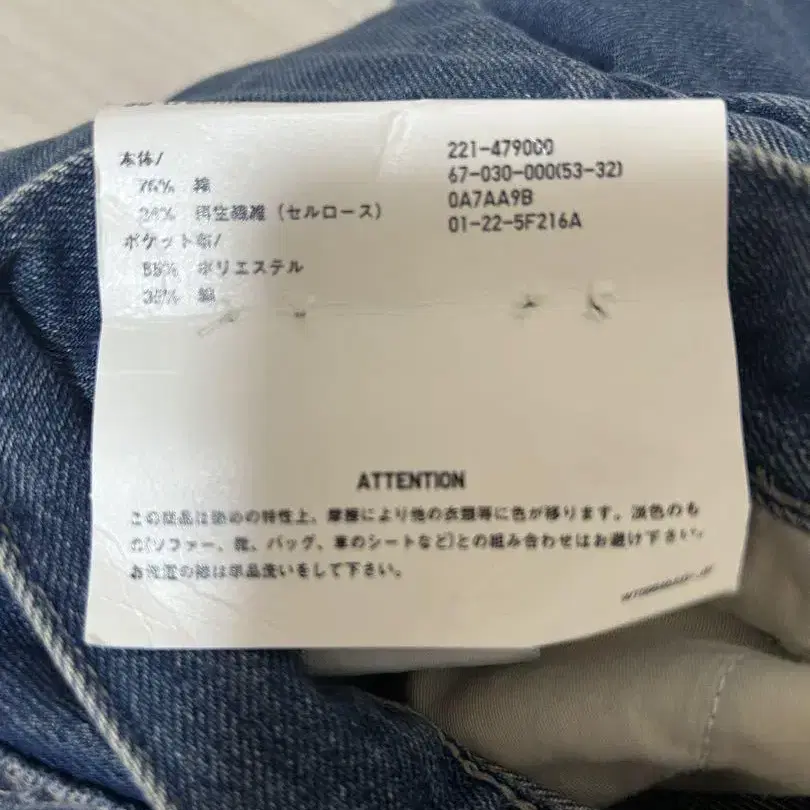 本体/
76% 綿
24% 再生繊維 (セルロース)
ポケット布/
65% ポリエステル
35% 綿
221-479000
67-030-000(53-32)
0A7AA9B
01-22-5F216A
ATTENTION
この商品は染めの特性上、摩擦により他の衣類等に色が移ります。淡色のも
の(ソファー、靴、バッグ、車のシートなど)との組み合わせはお避け下さい。
お洗濯の際は単品洗いをして下さい。